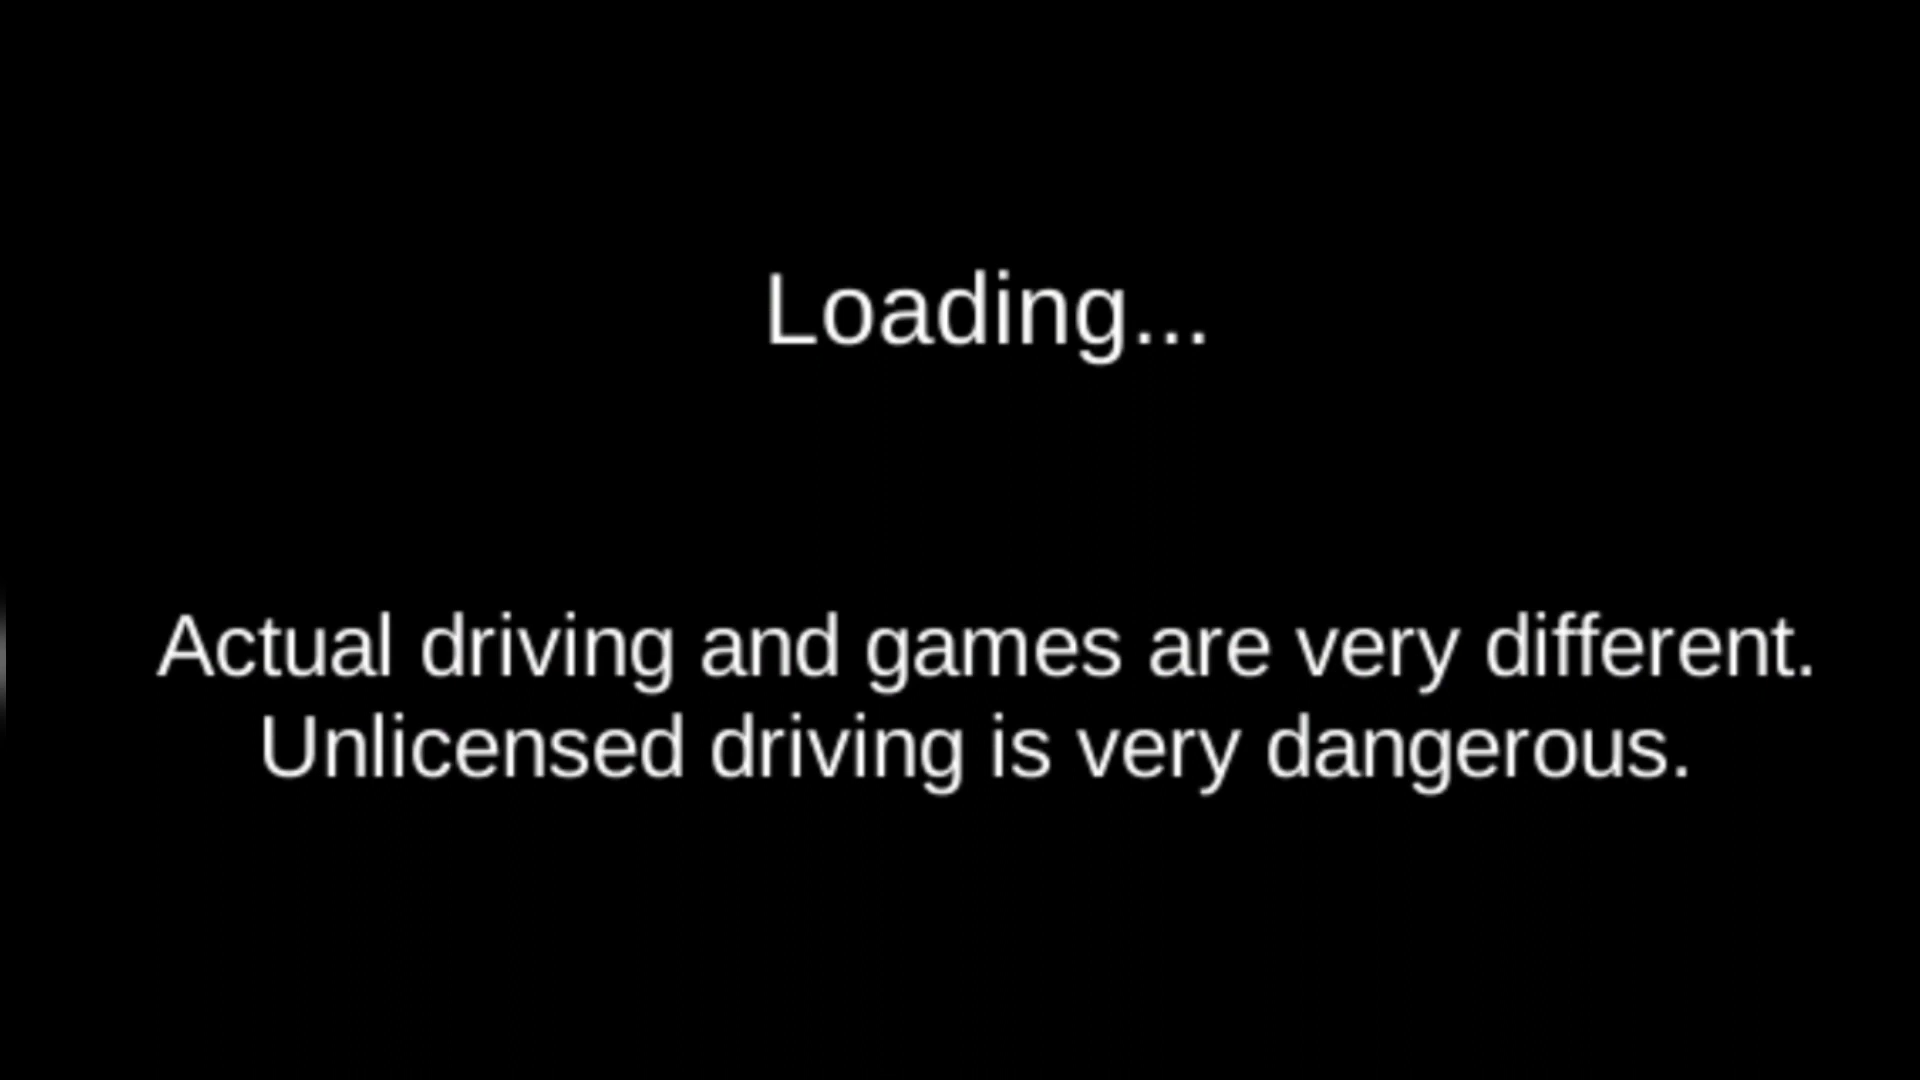 Loading...
Actual driving and games are very different.
Unlicensed driving is very dangerous.